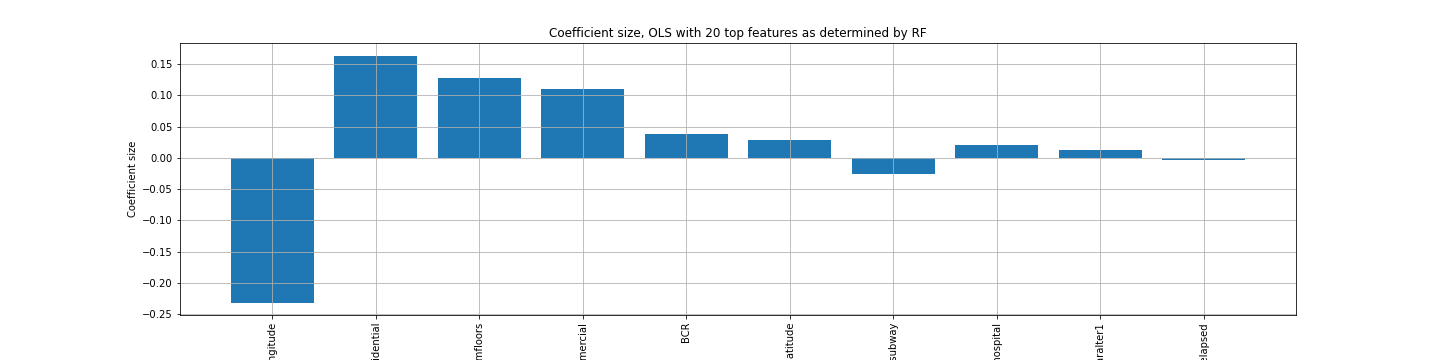 Coefficient size, OLS with 20 top features as determined by RF
Coefficient size
0.15
0.10
0.05
0.00
−0.05
−0.10
−0.15
−0.20
−0.25
ngitude
idential
mfloors
mercial
BCR
atitude
subway
ospital
uralter1
elapsed